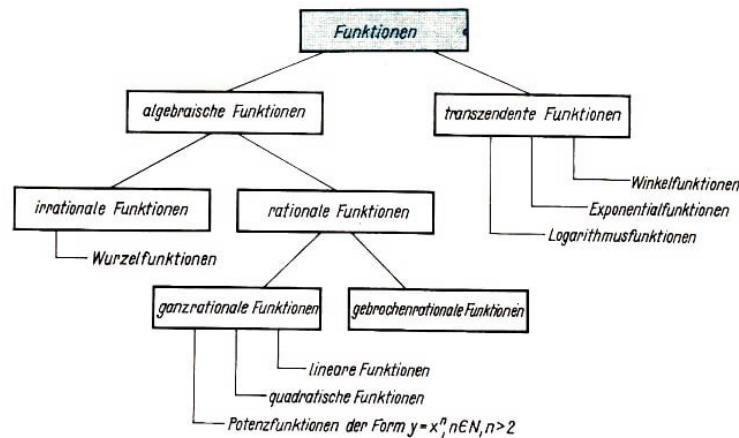 Funktionen
algebraische Funktionen
transzendente Funktionen
Winkelfunktionen
Exponentialfunktionen
Logarithmusfunktionen
irrationale Funktionen
rationale Funktionen
Wurzelfunktionen
ganzrationale Funktionen
gebrochenrationale Funktionen
lineare Funktionen
quadratische Funktionen
Potenzfunktionen der Form y = xⁿ, n ∈ N, n > 2